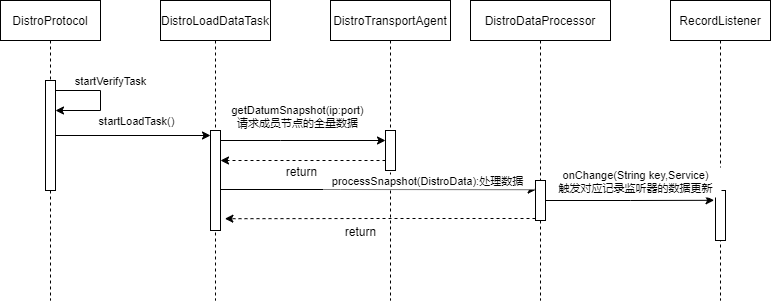 DistroProtocol
DistroLoadDataTask
DistroTransportAgent
DistroDataProcessor
RecordListener
startVerifyTask
startLoadTask()
getDatumSnapshot(ip:port)
请求成员节点的全量数据
return
processSnapshot(DistroData):处理数据
onChange(String key,Service)
触发对应记录监听器的数据更新
return